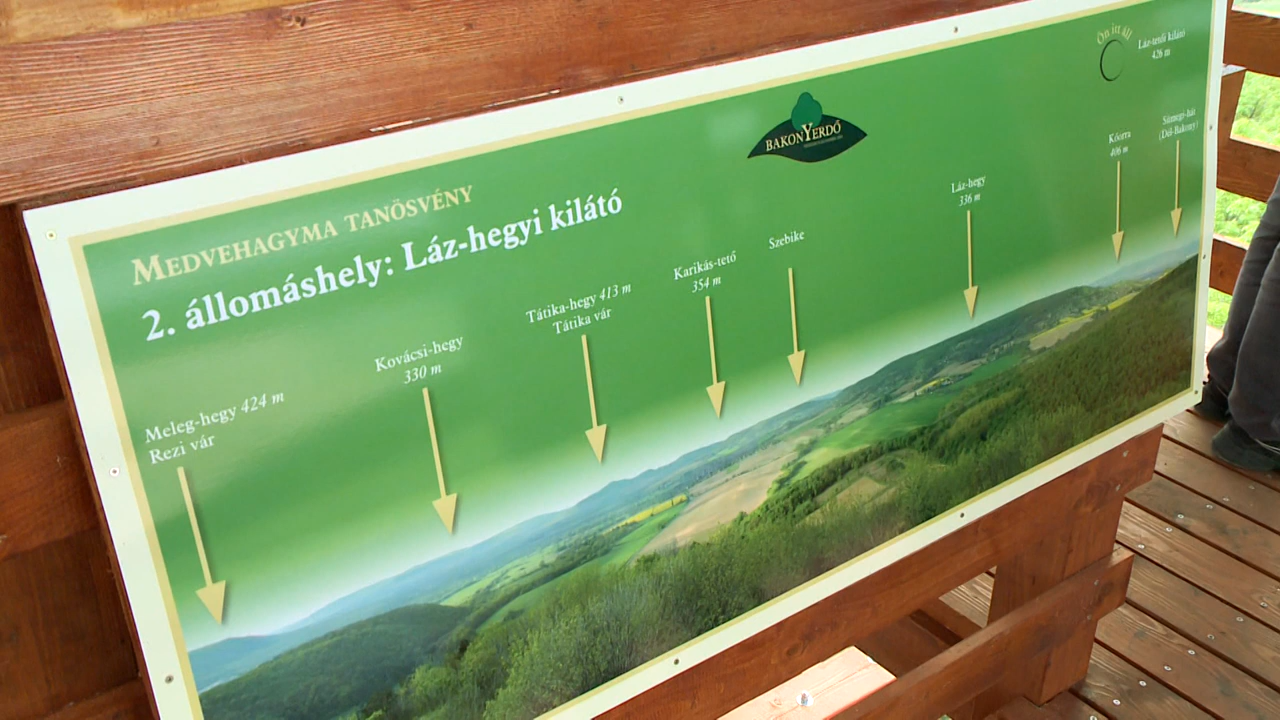 MEDVEHAGYMA TANÖSVÉNY
2. állomáshely: Láz-hegyi kilátó
BAKONYERDŐ
Ön itt áll
Láz-tetői kilátó
426 m
Meleg-hegy 424 m
Rezi vár
Kovácsi-hegy
330 m
Tátika-hegy 413 m
Tátika vár
Karikás-tető
354 m
Szebike
Láz-hegy
336 m
Kőorra
406 m
Sümegi-hát
(Dél-Bakony)